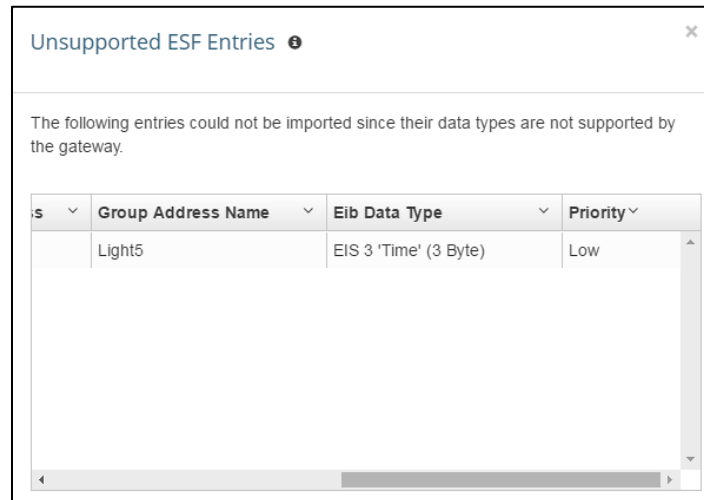 Unsupported ESF Entries
The following entries could not be imported since their data types are not supported by
the gateway.
ss Group Address Name Eib Data Type Priority
Light5 EIS 3 'Time' (3 Byte) Low